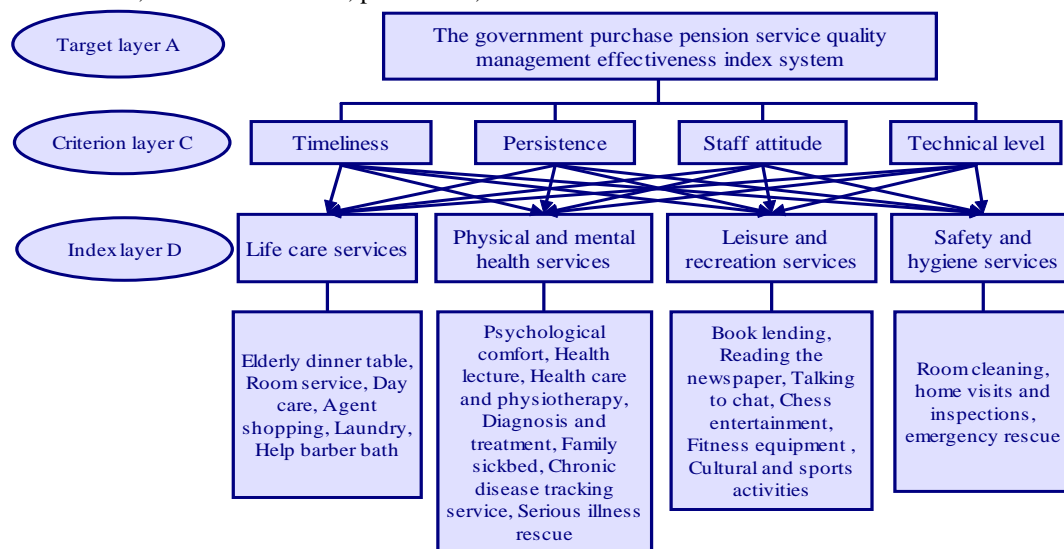 Target layer A
The government purchase pension service quality
management effectiveness index system
Criterion layer C
Timeliness
Persistence
Staff attitude
Technical level
Index layer D
Life care services
Physical and mental
health services
Leisure and
recreation services
Safety and
hygiene services
Elderly dinner table,
Room service, Day
care, Agent
shopping, Laundry,
Help barber bath
Psychological
comfort, Health
lecture, Health care
and physiotherapy,
Diagnosis and
treatment, Family
sickbed, Chronic
disease tracking
service, Serious illness
rescue
Book lending,
Reading the
newspaper, Talking
to chat, Chess
entertainment,
Fitness equipment ,
Cultural and sports
activities
Room cleaning,
home visits and
inspections,
emergency rescue